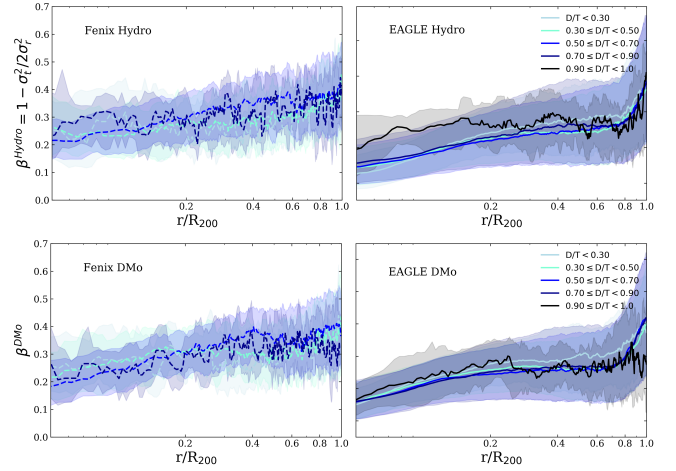 0.7
0.6
0.5
0.4
0.3
0.2
0.1
0.0
β^Hydro = 1 − σ_t^2/2σ_r^2
Fenix Hydro
0.2 0.4 0.6 0.8 1.0
r/R_200
EAGLE Hydro
D/T < 0.30
0.30 ≤ D/T < 0.50
0.50 ≤ D/T < 0.70
0.70 ≤ D/T < 0.90
0.90 ≤ D/T < 1.0
0.2 0.4 0.6 0.8 1.0
r/R_200
0.7
0.6
0.5
0.4
0.3
0.2
0.1
0.0
β^DMo
Fenix DMo
0.2 0.4 0.6 0.8 1.0
r/R_200
EAGLE DMo
D/T < 0.30
0.30 ≤ D/T < 0.50
0.50 ≤ D/T < 0.70
0.70 ≤ D/T < 0.90
0.90 ≤ D/T < 1.0
0.2 0.4 0.6 0.8 1.0
r/R_200